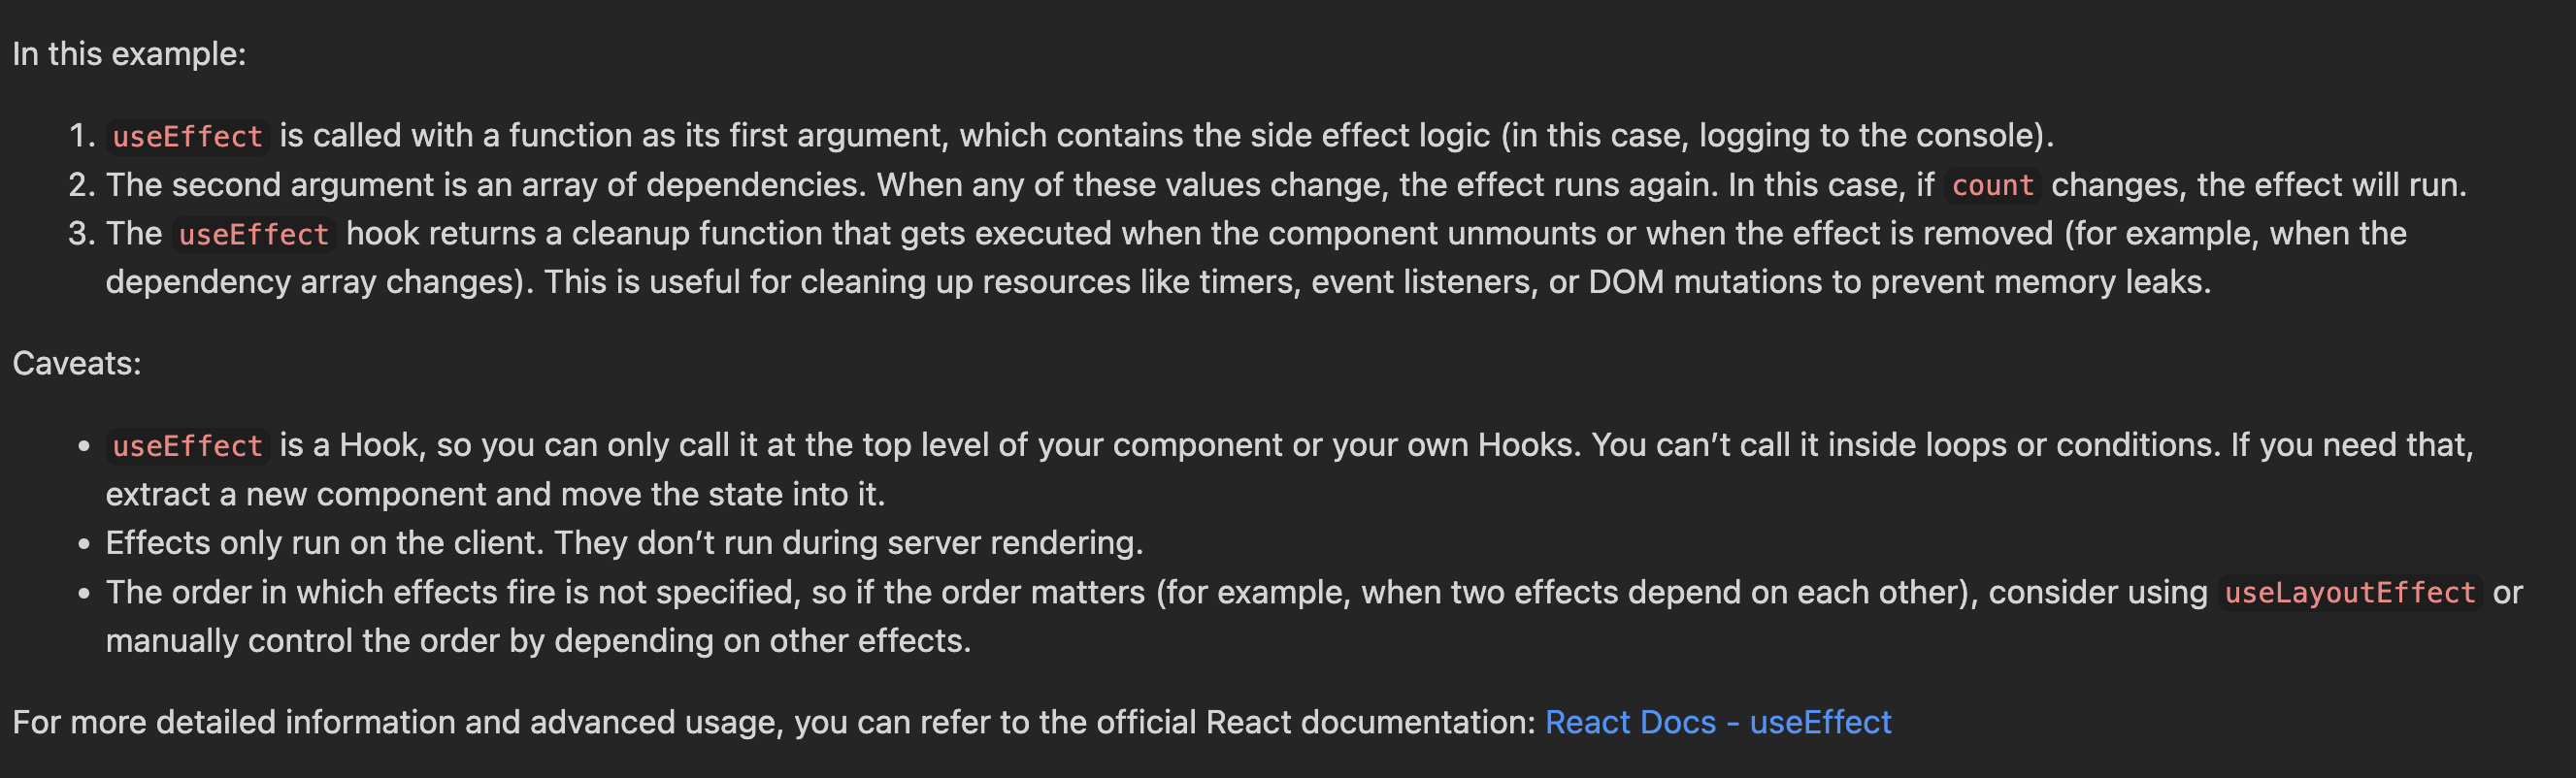 In this example:
1. useEffect is called with a function as its first argument, which contains the side effect logic (in this case, logging to the console).
2. The second argument is an array of dependencies. When any of these values change, the effect runs again. In this case, if count changes, the effect will run.
3. The useEffect hook returns a cleanup function that gets executed when the component unmounts or when the effect is removed (for example, when the
dependency array changes). This is useful for cleaning up resources like timers, event listeners, or DOM mutations to prevent memory leaks.
Caveats:
• useEffect is a Hook, so you can only call it at the top level of your component or your own Hooks. You can’t call it inside loops or conditions. If you need that,
extract a new component and move the state into it.
• Effects only run on the client. They don’t run during server rendering.
• The order in which effects fire is not specified, so if the order matters (for example, when two effects depend on each other), consider using useLayoutEffect or
manually control the order by depending on other effects.
For more detailed information and advanced usage, you can refer to the official React documentation: React Docs - useEffect